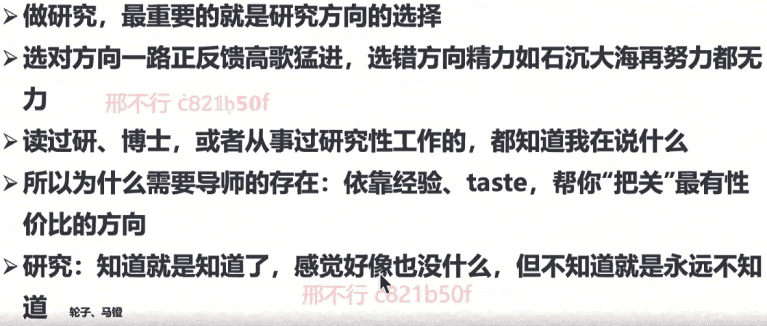 ➢做研究，最重要的就是研究方向的选择
➢选对方向一路正反馈高歌猛进，选错方向精力如石沉大海再努力都无
力
邢不行 c821b50f
➢读过研、博士，或者从事过研究性工作的，都知道我在说什么
➢所以为什么需要导师的存在：依靠经验、taste，帮你“把关”最有性
价比的方向
➢研究：知道就是知道了，感觉好像也没什么，但不知道就是永远不知
道 轮子、马镫
邢不行 c821b50f